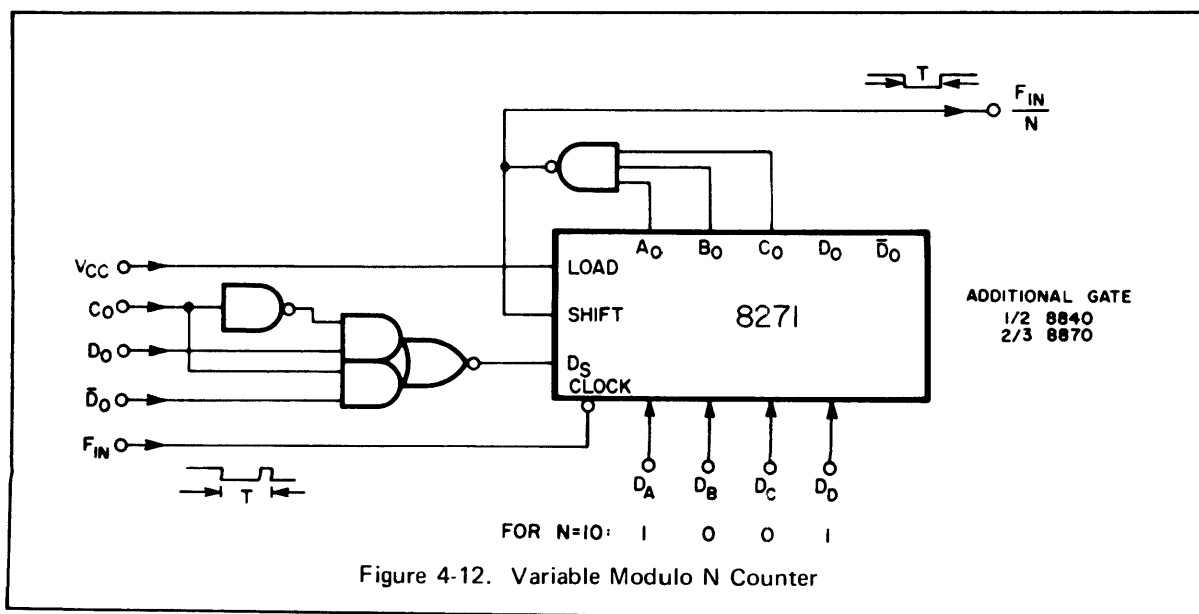 T
F_IN
N
A_O B_O C_O D_O D̄_O
V_CC LOAD
C_O
SHIFT 8271
ADDITIONAL GATE
1/2 8840
2/3 8870
D_O
D_S
CLOCK
D̄_O
F_IN
T
D_A D_B D_C D_D
FOR N=10: 1 0 0 1
Figure 4-12. Variable Modulo N Counter